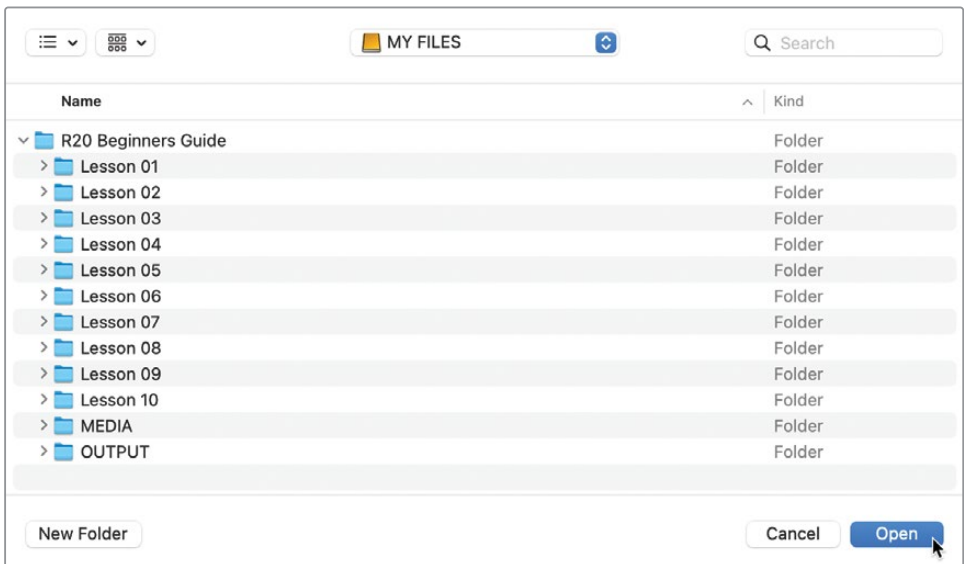 MY FILES Search
Name Kind
R20 Beginners Guide Folder
Lesson 01 Folder
Lesson 02 Folder
Lesson 03 Folder
Lesson 04 Folder
Lesson 05 Folder
Lesson 06 Folder
Lesson 07 Folder
Lesson 08 Folder
Lesson 09 Folder
Lesson 10 Folder
MEDIA Folder
OUTPUT Folder
New Folder Cancel Open